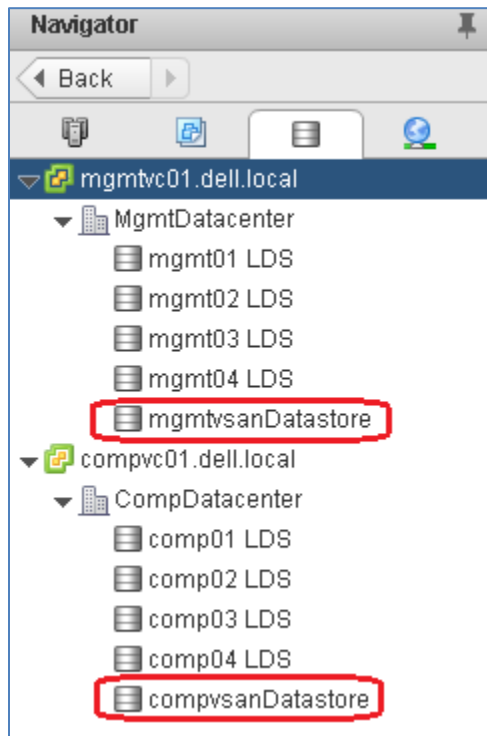 Navigator
Back
mgmtvc01.dell.local
MgmtDatacenter
mgmt01 LDS
mgmt02 LDS
mgmt03 LDS
mgmt04 LDS
mgmtvsanDatastore
compvc01.dell.local
CompDatacenter
comp01 LDS
comp02 LDS
comp03 LDS
comp04 LDS
compvsanDatastore